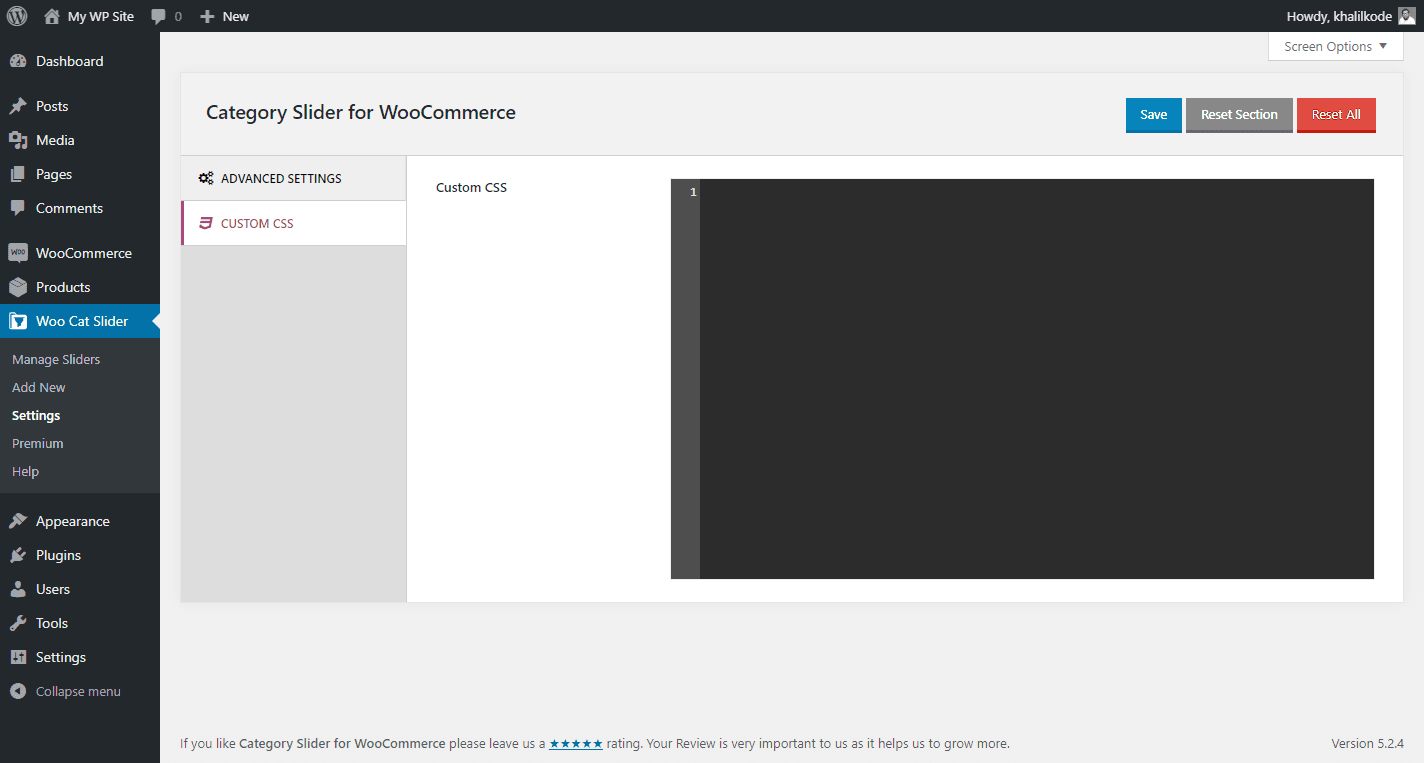 My WP Site 0 New Howdy, khalilkode
Screen Options
Dashboard
Posts
Media
Pages
Comments
WOO WooCommerce
Products
Woo Cat Slider
Manage Sliders
Add New
Settings
Premium
Help
Appearance
Plugins
Users
Tools
Settings
Collapse menu
Category Slider for WooCommerce
Save Reset Section Reset All
ADVANCED SETTINGS
CUSTOM CSS
Custom CSS
1
If you like Category Slider for WooCommerce please leave us a ★★★★★ rating. Your Review is very important to us as it helps us to grow more. Version 5.2.4